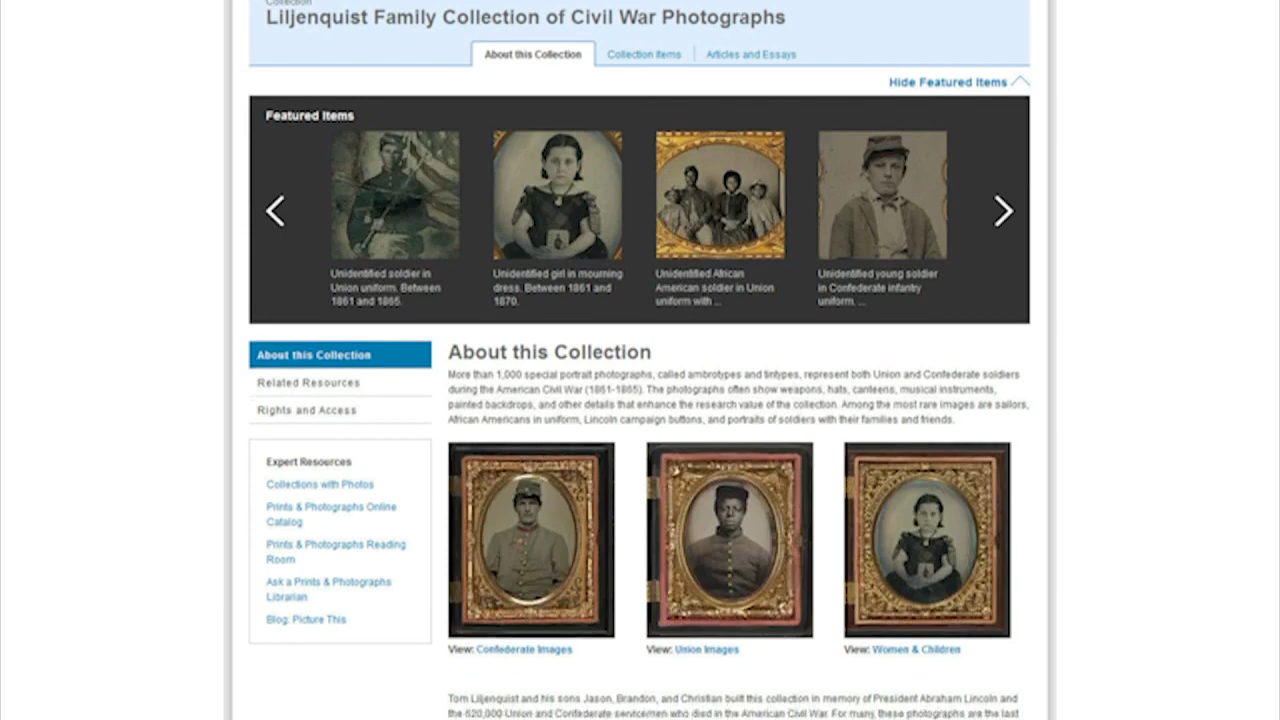 Collection
Liljenquist Family Collection of Civil War Photographs
About this Collection
Collection Items
Articles and Essays
Hide Featured Items
Featured Items
Unidentified soldier in
Union uniform. Between
1861 and 1865.
Unidentified girl in mourning
dress. Between 1861 and
1870.
Unidentified African
American soldier in Union
uniform with ...
Unidentified young soldier
in Confederate infantry
uniform. ...
About this Collection
Related Resources
Rights and Access
Expert Resources
Collections with Photos
Prints & Photographs Online
Catalog
Prints & Photographs Reading
Room
Ask a Prints & Photographs
Librarian
Blog: Picture This
About this Collection
More than 1,000 special portrait photographs, called ambrotypes and tintypes, represent both Union and Confederate soldiers
during the American Civil War (1861-1865). The photographs often show weapons, hats, canteens, musical instruments,
painted backdrops, and other details that enhance the research value of the collection. Among the most rare images are sailors,
African Americans in uniform, Lincoln campaign buttons, and portraits of soldiers with their families and friends.
View: Confederate Images
View: Union Images
View: Women & Children
Tom Liljenquist and his sons Jason, Brandon, and Christian built this collection in memory of President Abraham Lincoln and
the 620,000 Union and Confederate servicemen who died in the American Civil War. For many, these photographs are the last